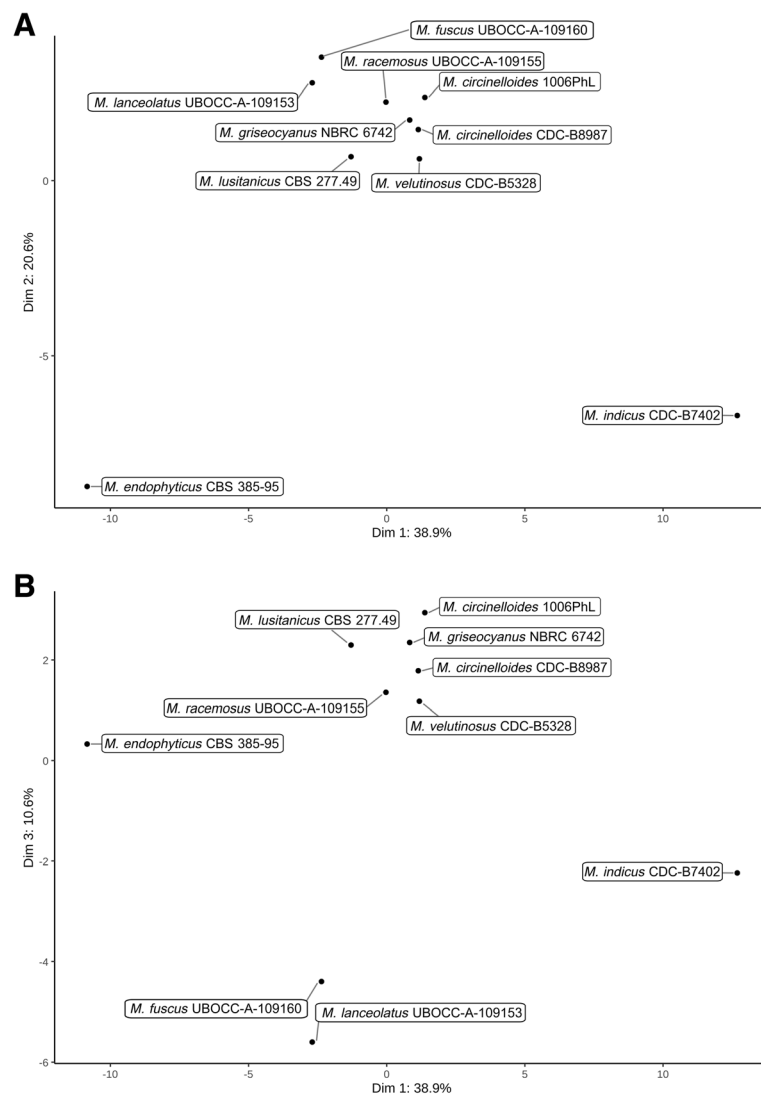 A
M. fuscus UBOCC-A-109160
M. racemosus UBOCC-A-109155
M. circinelloides 1006PhL
M. lanceolatus UBOCC-A-109153
M. griseocyanus NBRC 6742
M. circinelloides CDC-B8987
M. lusitanicus CBS 277.49
M. velutinosus CDC-B5328
0
Dim 2: 20.6%
-5
M. indicus CDC-B7402
M. endophyticus CBS 385-95
-10
-5
0
5
10
Dim 1: 38.9%
B
M. circinelloides 1006PhL
M. lusitanicus CBS 277.49
M. griseocyanus NBRC 6742
2
M. circinelloides CDC-B8987
M. racemosus UBOCC-A-109155
M. velutinosus CDC-B5328
M. endophyticus CBS 385-95
0
Dim 3: 10.6%
-2
M. indicus CDC-B7402
-4
M. fuscus UBOCC-A-109160
M. lanceolatus UBOCC-A-109153
-6
-10
-5
0
5
10
Dim 1: 38.9%